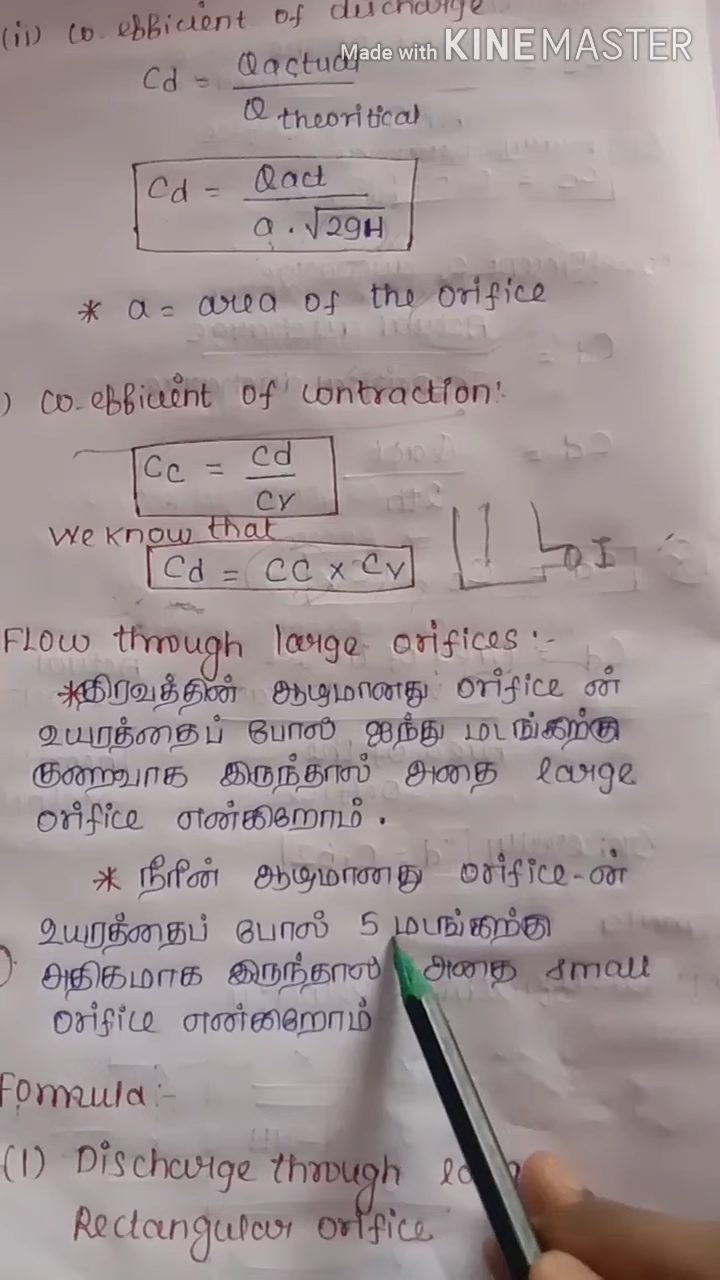 (ii) co.efficient of discharge
Made with KINEMASTER
Cd = Qactual
Q theoritical
Cd = Qact
a . √2gH
* a = area of the orifice
) co-efficient of contraction:
Cc = Cd
Cv
We know that
Cd = CC x Cv
FLOW through large orifices :-
*திரவத்தின் ஆழமானது orifice ன்
உயரத்தைப் போல் ஐந்து மடங்கிற்கு
குறைவாக இருந்தால் அதை large
orifice என்கிறோம்.
* நீரின் ஆழமானது orifice-ன்
உயரத்தைப் போல் 5 மடங்கிற்கு
அதிகமாக இருந்தால் அதை small
orifice என்கிறோம்
Formula :-
(1) Discharge through
Rectangular orifice